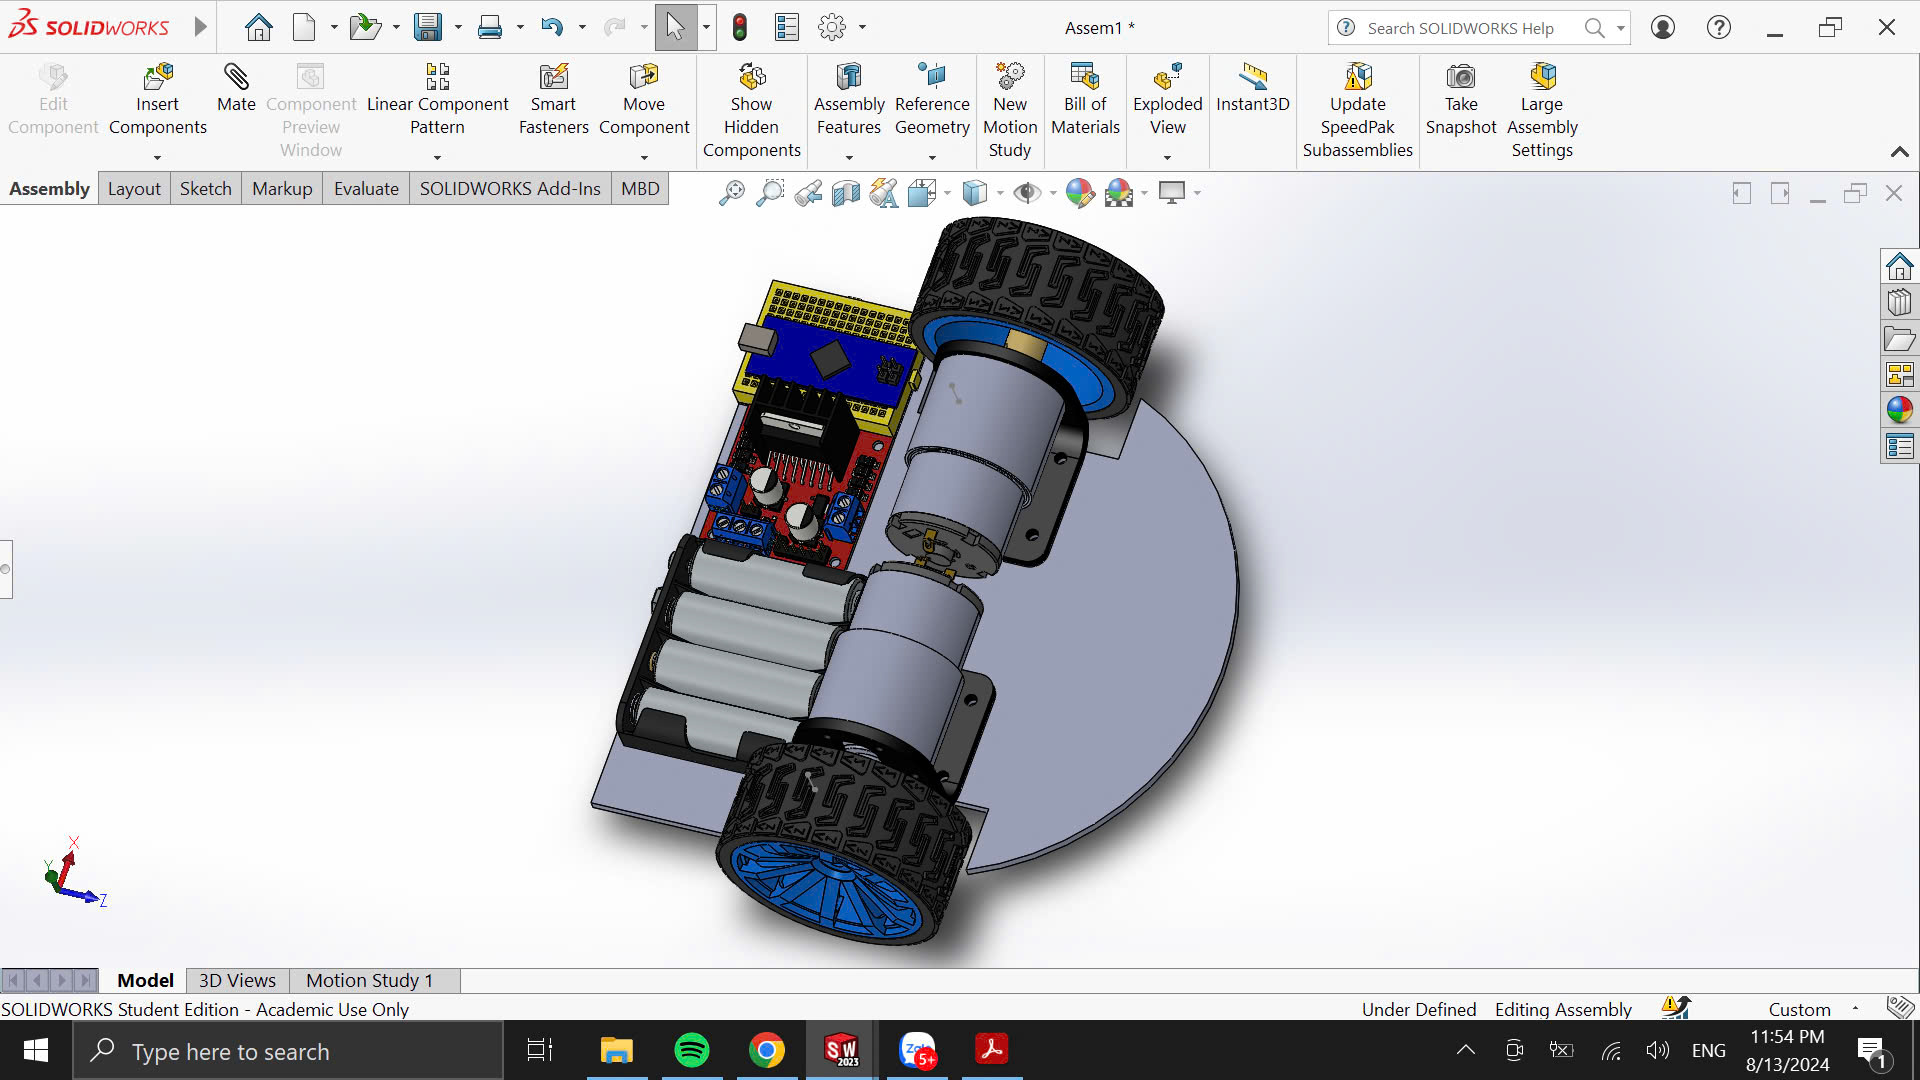 SOLIDWORKS
Assem1 *
Search SOLIDWORKS Help
Edit Component
Insert Components
Mate
Component Preview Window
Linear Component Pattern
Smart Fasteners
Move Component
Show Hidden Components
Assembly Features
Reference Geometry
New Motion Study
Bill of Materials
Exploded View
Instant3D
Update SpeedPak Subassemblies
Take Snapshot
Large Assembly Settings
Assembly
Layout
Sketch
Markup
Evaluate
SOLIDWORKS Add-Ins
MBD
X
Y
Z
Model
3D Views
Motion Study 1
SOLIDWORKS Student Edition - Academic Use Only
Under Defined
Editing Assembly
Custom
Type here to search
SW
2023
5+
ENG
11:54 PM
8/13/2024
1